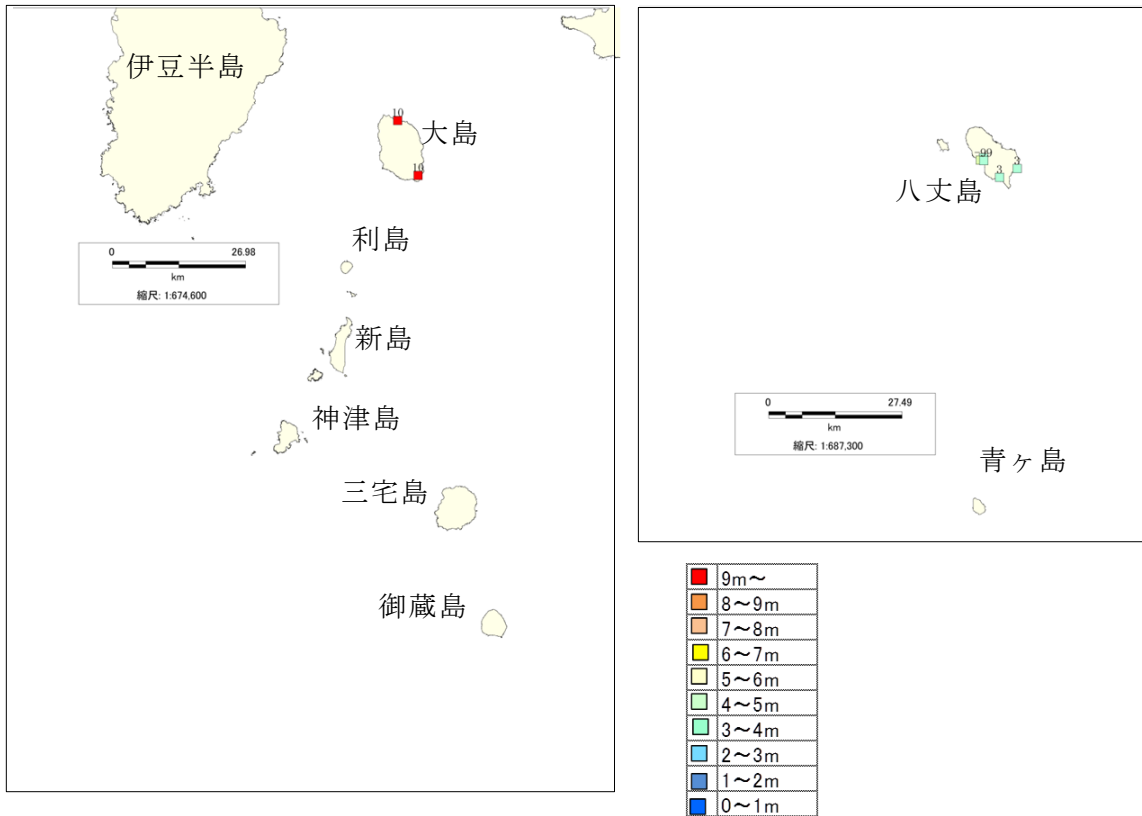 伊豆半島
10
大島
10
利島
0 26.98
km
縮尺: 1:674,600
新島
神津島
三宅島
御蔵島
-99
3
3
八丈島
0 27.49
km
縮尺: 1:687,300
青ヶ島
9m～
8～9m
7～8m
6～7m
5～6m
4～5m
3～4m
2～3m
1～2m
0～1m